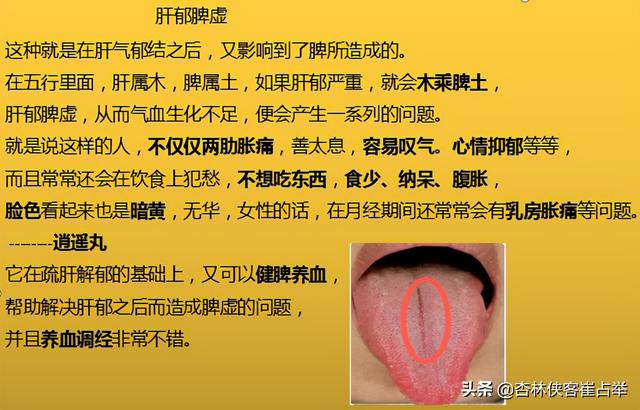 肝郁脾虚
这种就是在肝气郁结之后，又影响到了脾所造成的。
在五行里面，肝属木，脾属土，如果肝郁严重，就会木乘脾土，
肝郁脾虚，从而气血生化不足，便会产生一系列的问题。
就是说这样的人，不仅仅两肋胀痛，善太息，容易叹气。心情抑郁等等，
而且常常还会在饮食上犯愁，不想吃东西，食少、纳呆、腹胀，
脸色看起来也是暗黄，无华，女性的话，在月经期间还常常会有乳房胀痛等问题。
--------逍遥丸
它在疏肝解郁的基础上，又可以健脾养血，
帮助解决肝郁之后而造成脾虚的问题，
并且养血调经非常不错。
头条 @杏林侠客崔占举